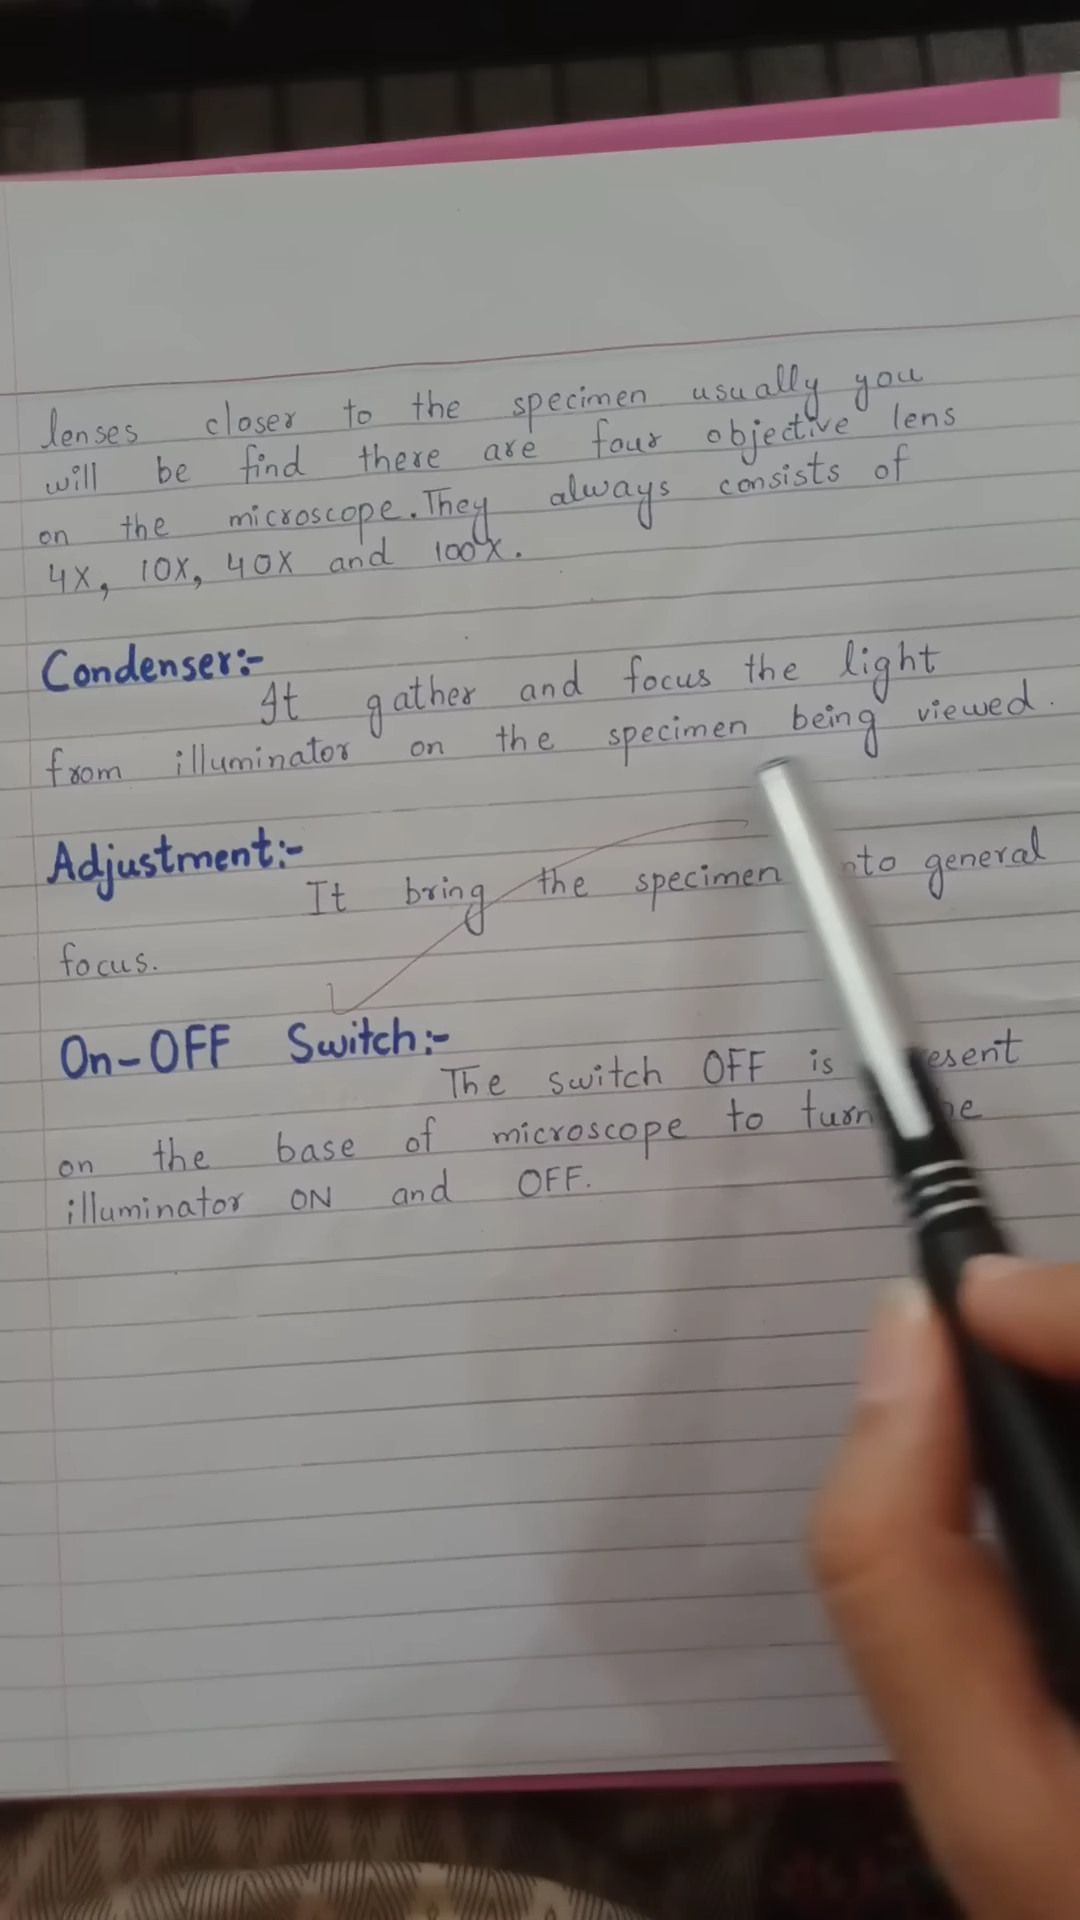 lenses closer to the specimen usually you
will be find there are four objective lens
on the microscope. They always consists of
4X, 10X, 40X and 100X.
Condenser:-
It gather and focus the light
from illuminator on the specimen being viewed.
Adjustment:-
It bring the specimen general
focus.
On-OFF Switch:-
The switch OFF is
on the base of microscope to turn
illuminator ON and OFF.